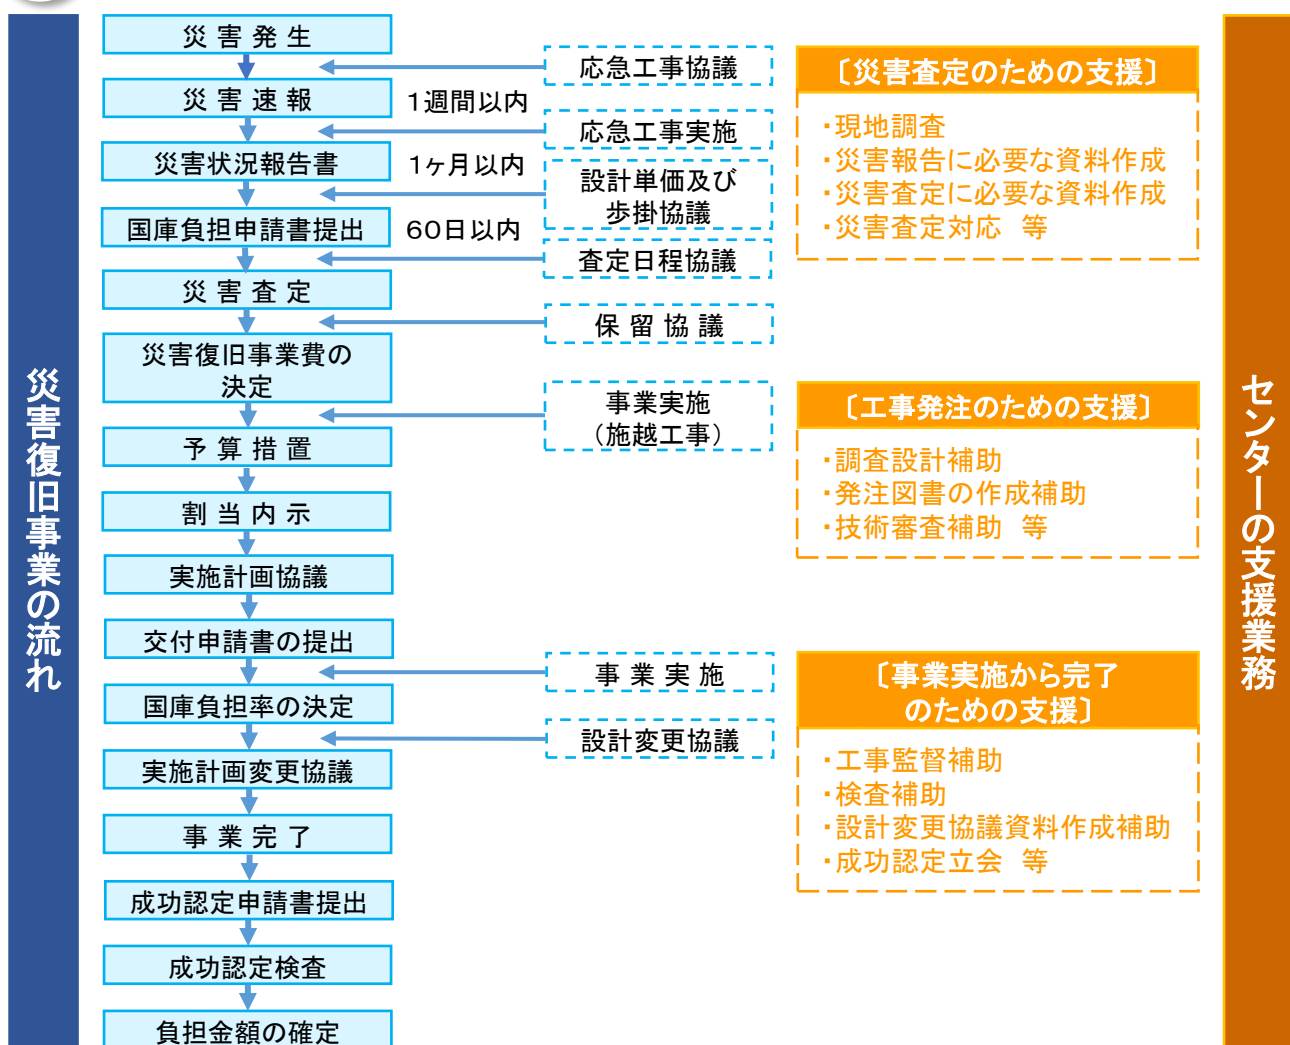 災害復旧事業の流れ
災害発生
災害速報
1週間以内
災害状況報告書
1ヶ月以内
国庫負担申請書提出
60日以内
災害査定
災害復旧事業費の
決定
予算措置
割当内示
実施計画協議
交付申請書の提出
国庫負担率の決定
実施計画変更協議
事業完了
成功認定申請書提出
成功認定検査
負担金額の確定
応急工事協議
応急工事実施
設計単価及び
歩掛協議
査定日程協議
保留協議
事業実施
（施越工事）
事業実施
設計変更協議
〔災害査定のための支援〕
・現地調査
・災害報告に必要な資料作成
・災害査定に必要な資料作成
・災害査定対応　等
〔工事発注のための支援〕
・調査設計補助
・発注図書の作成補助
・技術審査補助　等
〔事業実施から完了
のための支援〕
・工事監督補助
・検査補助
・設計変更協議資料作成補助
・成功認定立会　等
センターの支援業務